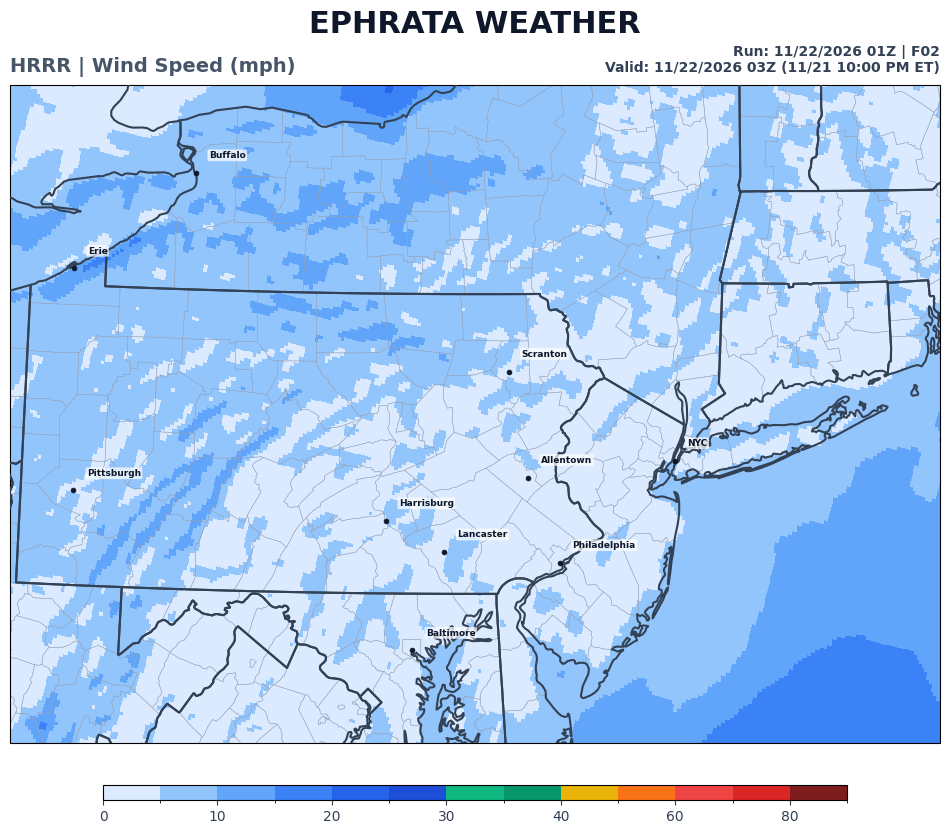 EPHRATA WEATHER
HRRR | Wind Speed (mph)
Run: 11/22/2026 01Z | F02
Valid: 11/22/2026 03Z (11/21 10:00 PM ET)
Buffalo
Erie
Scranton
NYC
Allentown
Pittsburgh
Harrisburg
Lancaster
Philadelphia
Baltimore
0 10 20 30 40 60 80